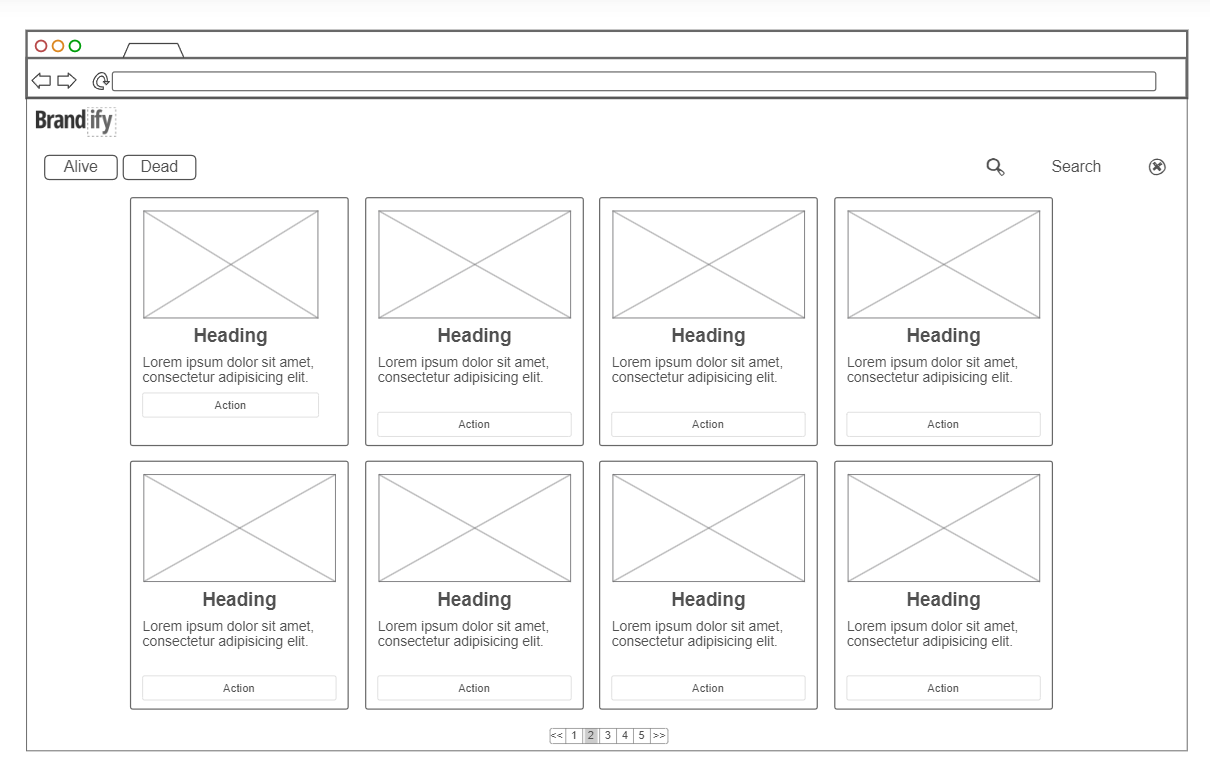 Brandify
Alive Dead Search
Heading Heading Heading Heading
Lorem ipsum dolor sit amet, Lorem ipsum dolor sit amet, Lorem ipsum dolor sit amet, Lorem ipsum dolor sit amet,
consectetur adipisicing elit. consectetur adipisicing elit. consectetur adipisicing elit. consectetur adipisicing elit.
Action Action Action Action
Heading Heading Heading Heading
Lorem ipsum dolor sit amet, Lorem ipsum dolor sit amet, Lorem ipsum dolor sit amet, Lorem ipsum dolor sit amet,
consectetur adipisicing elit. consectetur adipisicing elit. consectetur adipisicing elit. consectetur adipisicing elit.
Action Action Action Action
<< 1 2 3 4 5 >>